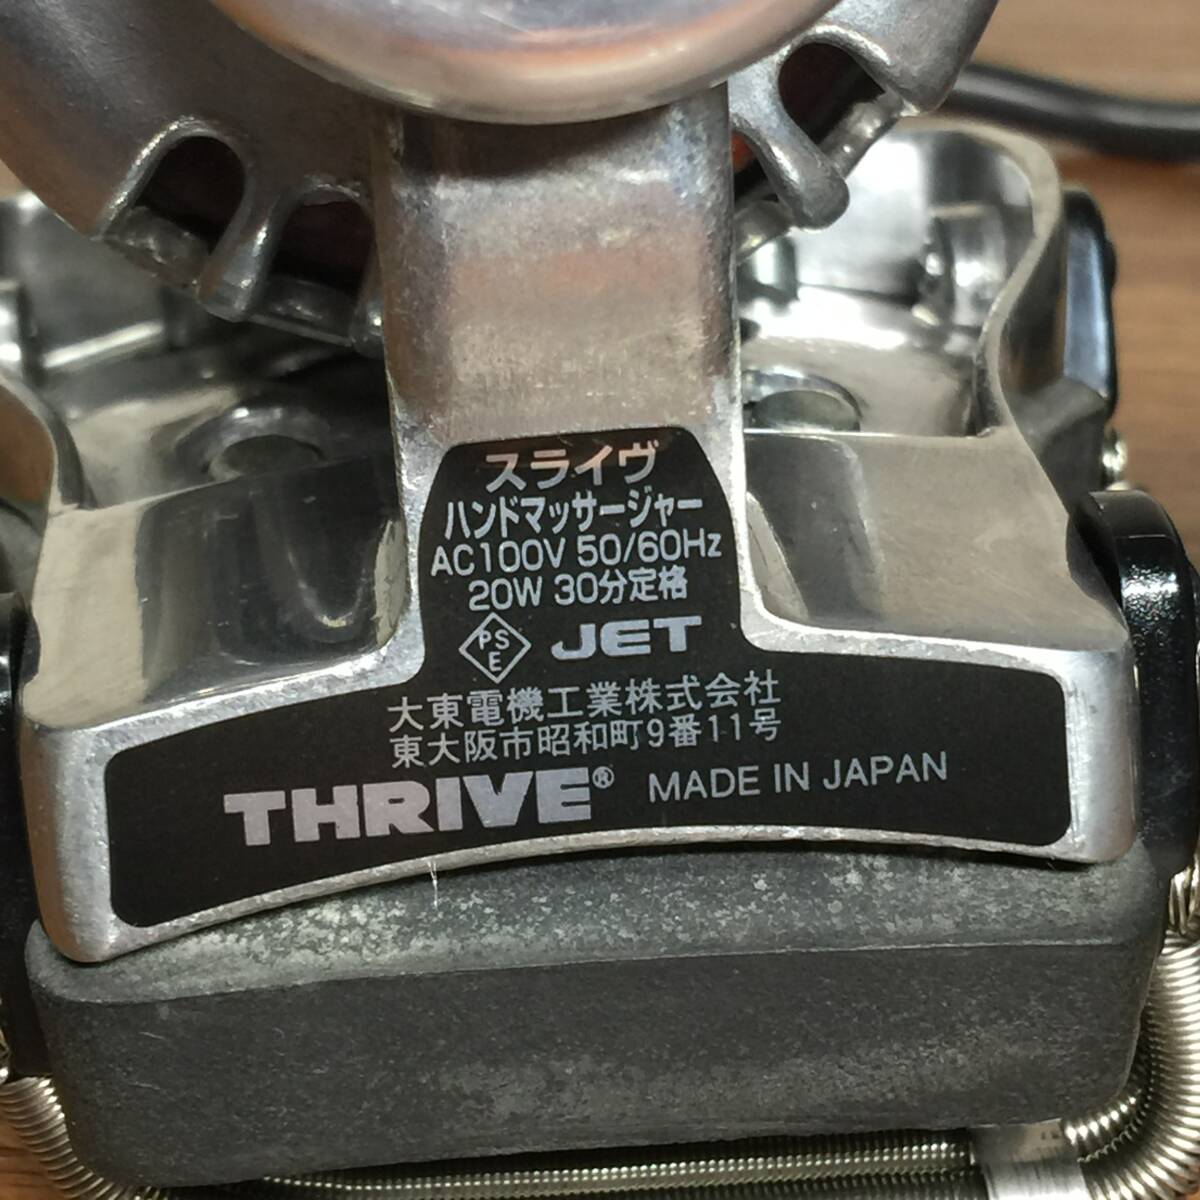 スライヴ
ハンドマッサージャー
AC100V 50/60Hz
20W 30分定格
PSE JET
大東電機工業株式会社
東大阪市昭和町9番11号
THRIVE® MADE IN JAPAN